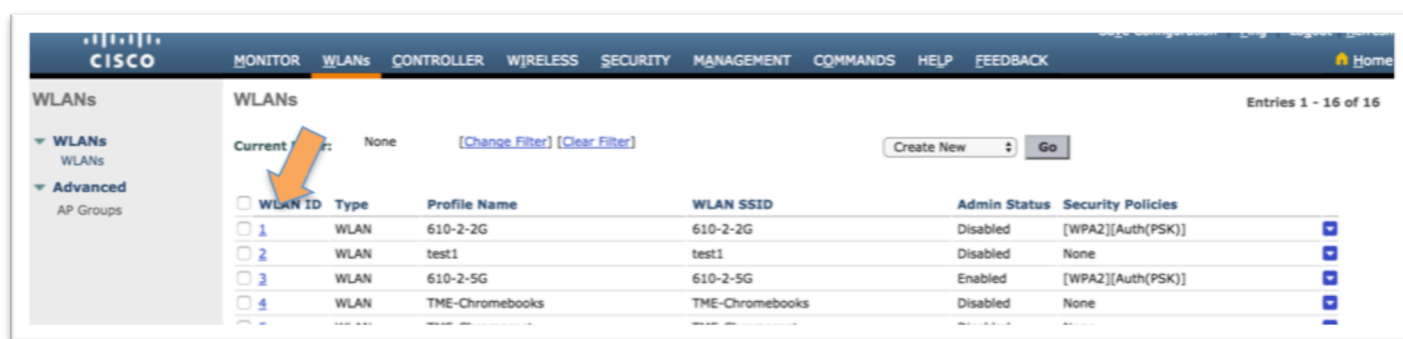 Logout Refresh
CISCO MONITOR WLANs CONTROLLER WIRELESS SECURITY MANAGEMENT COMMANDS HELP FEEDBACK Home
WLANs WLANs Entries 1 - 16 of 16
WLANs Current None [Change Filter] [Clear Filter] Create New Go
WLANs
Advanced
AP Groups
WLAN ID Type Profile Name WLAN SSID Admin Status Security Policies
1 WLAN 610-2-2G 610-2-2G Disabled [WPA2][Auth(PSK)]
2 WLAN test1 test1 Disabled None
3 WLAN 610-2-5G 610-2-5G Enabled [WPA2][Auth(PSK)]
4 WLAN TME-Chromebooks TME-Chromebooks Disabled None